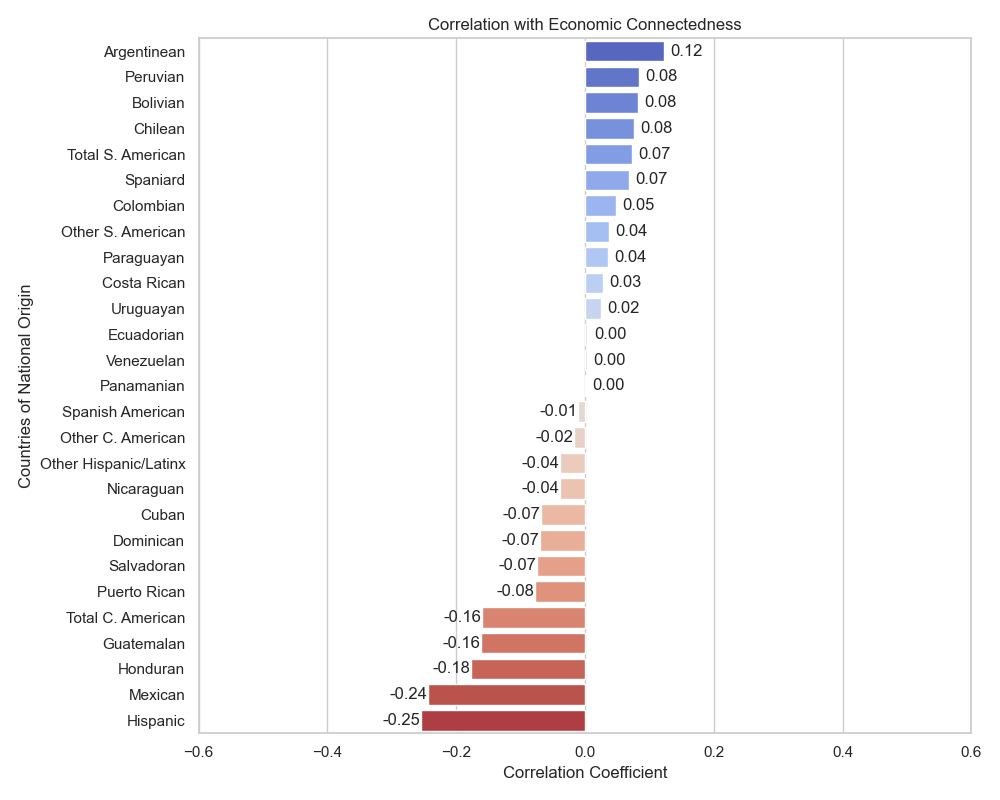 Correlation with Economic Connectedness
Argentinean 0.12
Peruvian 0.08
Bolivian 0.08
Chilean 0.08
Total S. American 0.07
Spaniard 0.07
Colombian 0.05
Other S. American 0.04
Paraguayan 0.04
Costa Rican 0.03
Uruguayan 0.02
Ecuadorian 0.00
Venezuelan 0.00
Panamanian 0.00
Spanish American -0.01
Other C. American -0.02
Other Hispanic/Latinx -0.04
Nicaraguan -0.04
Cuban -0.07
Dominican -0.07
Salvadoran -0.07
Puerto Rican -0.08
Total C. American -0.16
Guatemalan -0.16
Honduran -0.18
Mexican -0.24
Hispanic -0.25
Countries of National Origin
−0.6 −0.4 −0.2 0.0 0.2 0.4 0.6
Correlation Coefficient